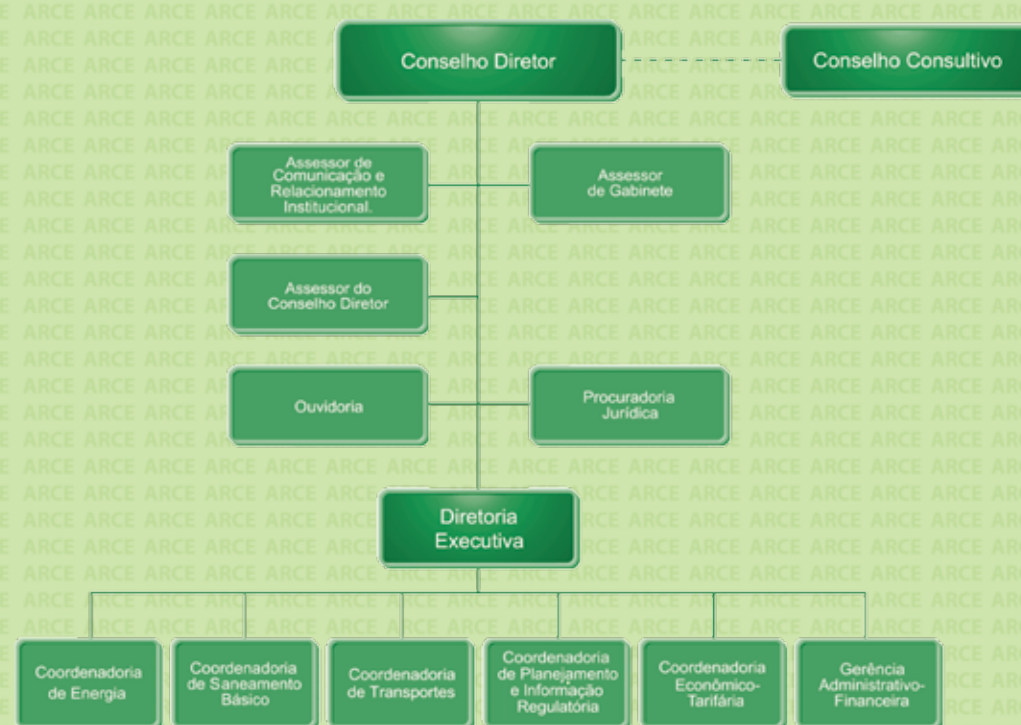 Conselho Diretor
Conselho Consultivo
Assessor de
Comunicação e
Relacionamento
Institucional.
Assessor
de Gabinete
Assessor do
Conselho Diretor
Ouvidoria
Procuradoria
Jurídica
Diretoria
Executiva
Coordenadoria
de Energia
Coordenadoria
de Saneamento
Básico
Coordenadoria
de Transportes
Coordenadoria
de Planejamento
e Informação
Regulatória
Coordenadoria
Econômico-
Tarifária
Gerência
Administrativo-
Financeira